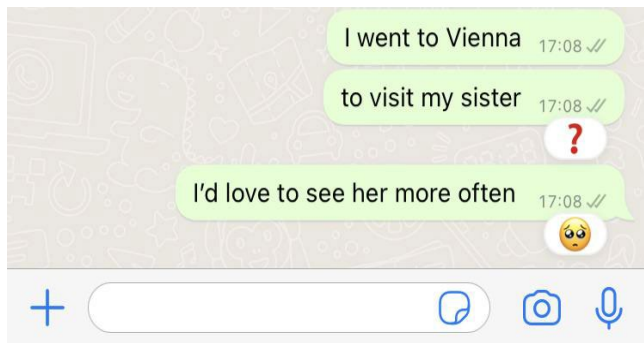 I went to Vienna 17:08
to visit my sister 17:08
❓
I'd love to see her more often 17:08
🥺